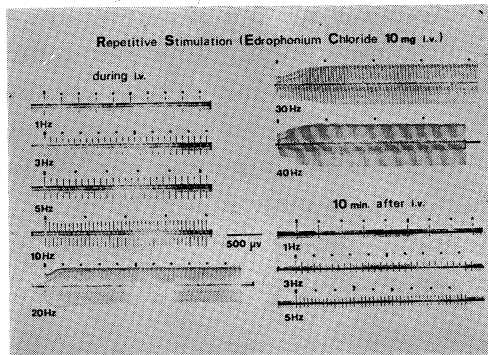 Repetitive Stimulation (Edrophonium Chloride 10 mg i.v.)
during i.v.
1Hz
3Hz
5Hz
10Hz
20Hz
30Hz
40Hz
500 μv
10 min. after i.v.
1Hz
3Hz
5Hz